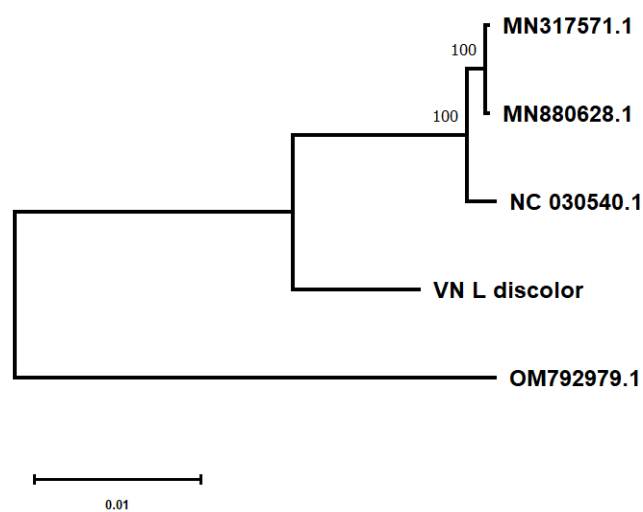 MN317571.1
100
MN880628.1
100
NC 030540.1
VN L discolor
OM792979.1
0.01